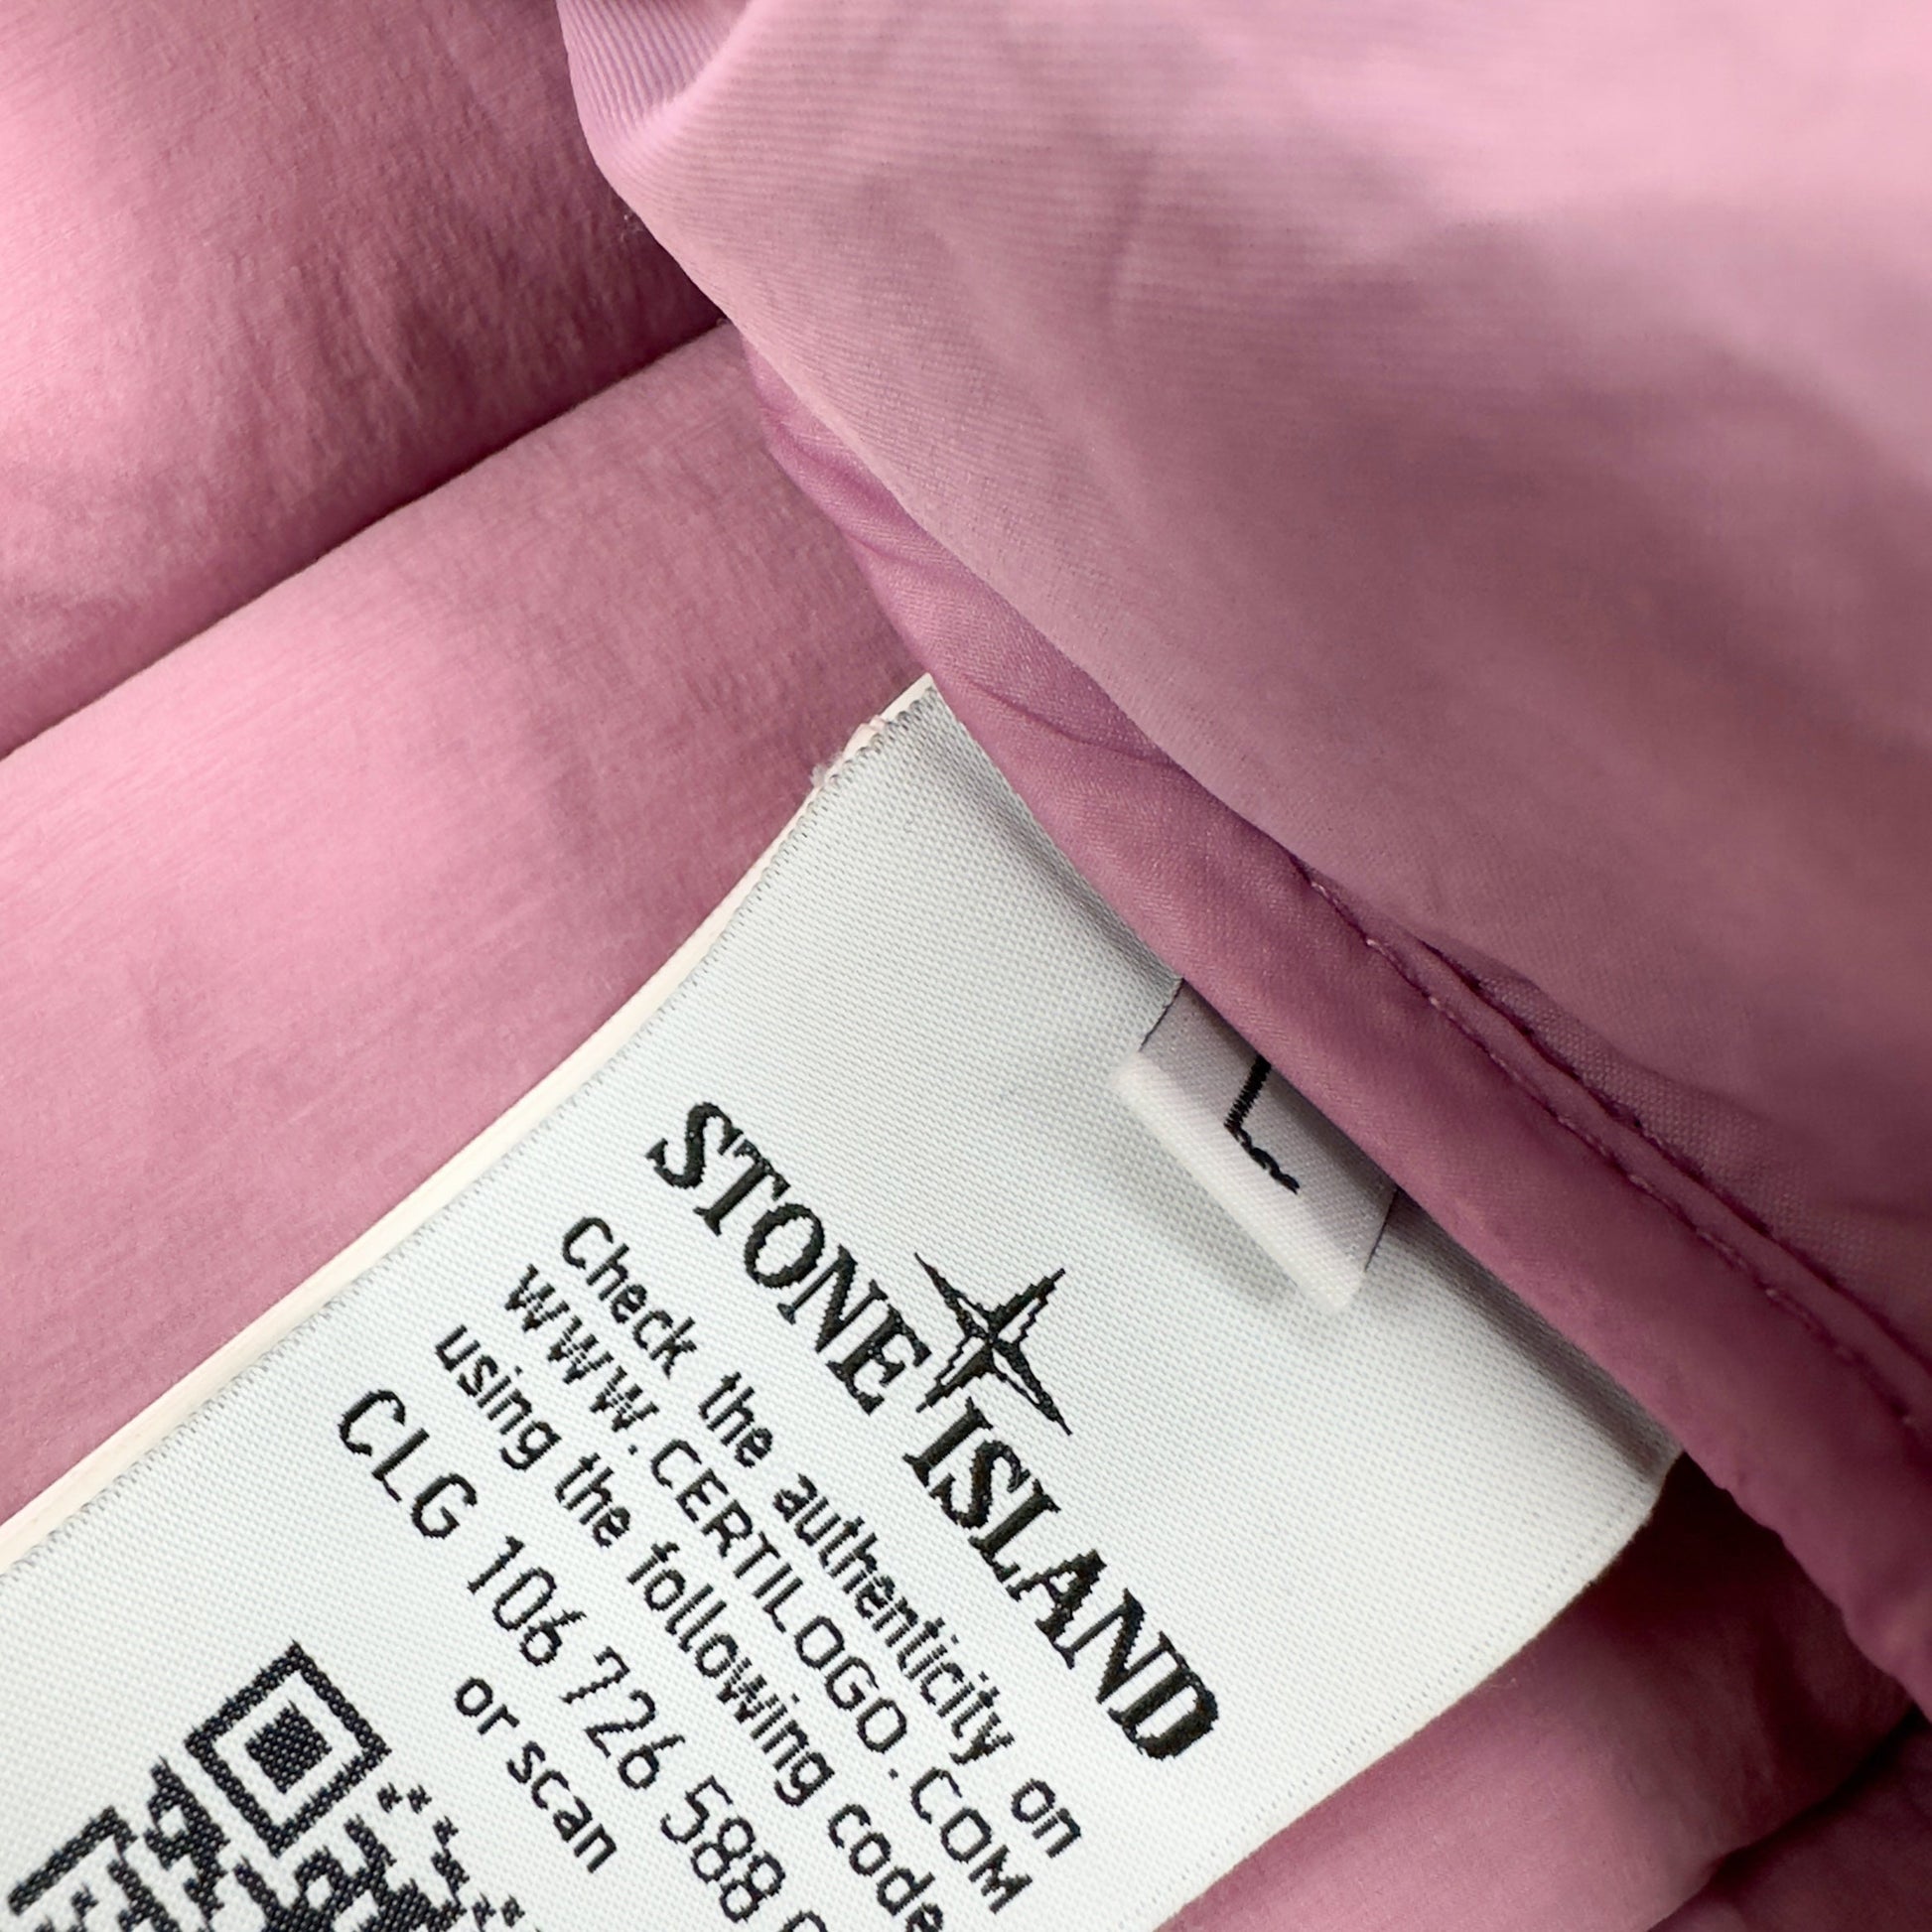 L
STONE ISLAND
Check the authenticity on
WWW.CERTILOGO.COM
using the following code
CLG 106 726 588
or scan